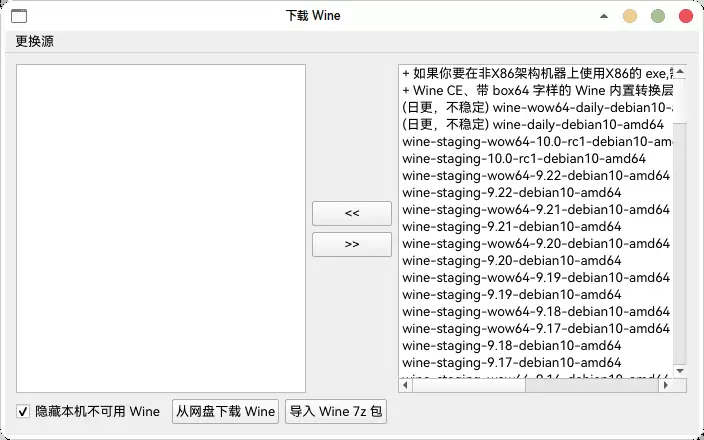 下载 Wine
更换源
<<
>>
+ 如果你要在非X86架构机器上使用X86的 exe,
+ Wine CE、带 box64 字样的 Wine 内置转换层
(日更，不稳定) wine-wow64-daily-debian10-
(日更，不稳定) wine-daily-debian10-amd64
wine-staging-wow64-10.0-rc1-debian10-am
wine-staging-10.0-rc1-debian10-amd64
wine-staging-wow64-9.22-debian10-amd64
wine-staging-9.22-debian10-amd64
wine-staging-wow64-9.21-debian10-amd64
wine-staging-9.21-debian10-amd64
wine-staging-wow64-9.20-debian10-amd64
wine-staging-9.20-debian10-amd64
wine-staging-wow64-9.19-debian10-amd64
wine-staging-9.19-debian10-amd64
wine-staging-wow64-9.18-debian10-amd64
wine-staging-wow64-9.17-debian10-amd64
wine-staging-9.18-debian10-amd64
wine-staging-9.17-debian10-amd64
隐藏本机不可用 Wine
从网盘下载 Wine
导入 Wine 7z 包